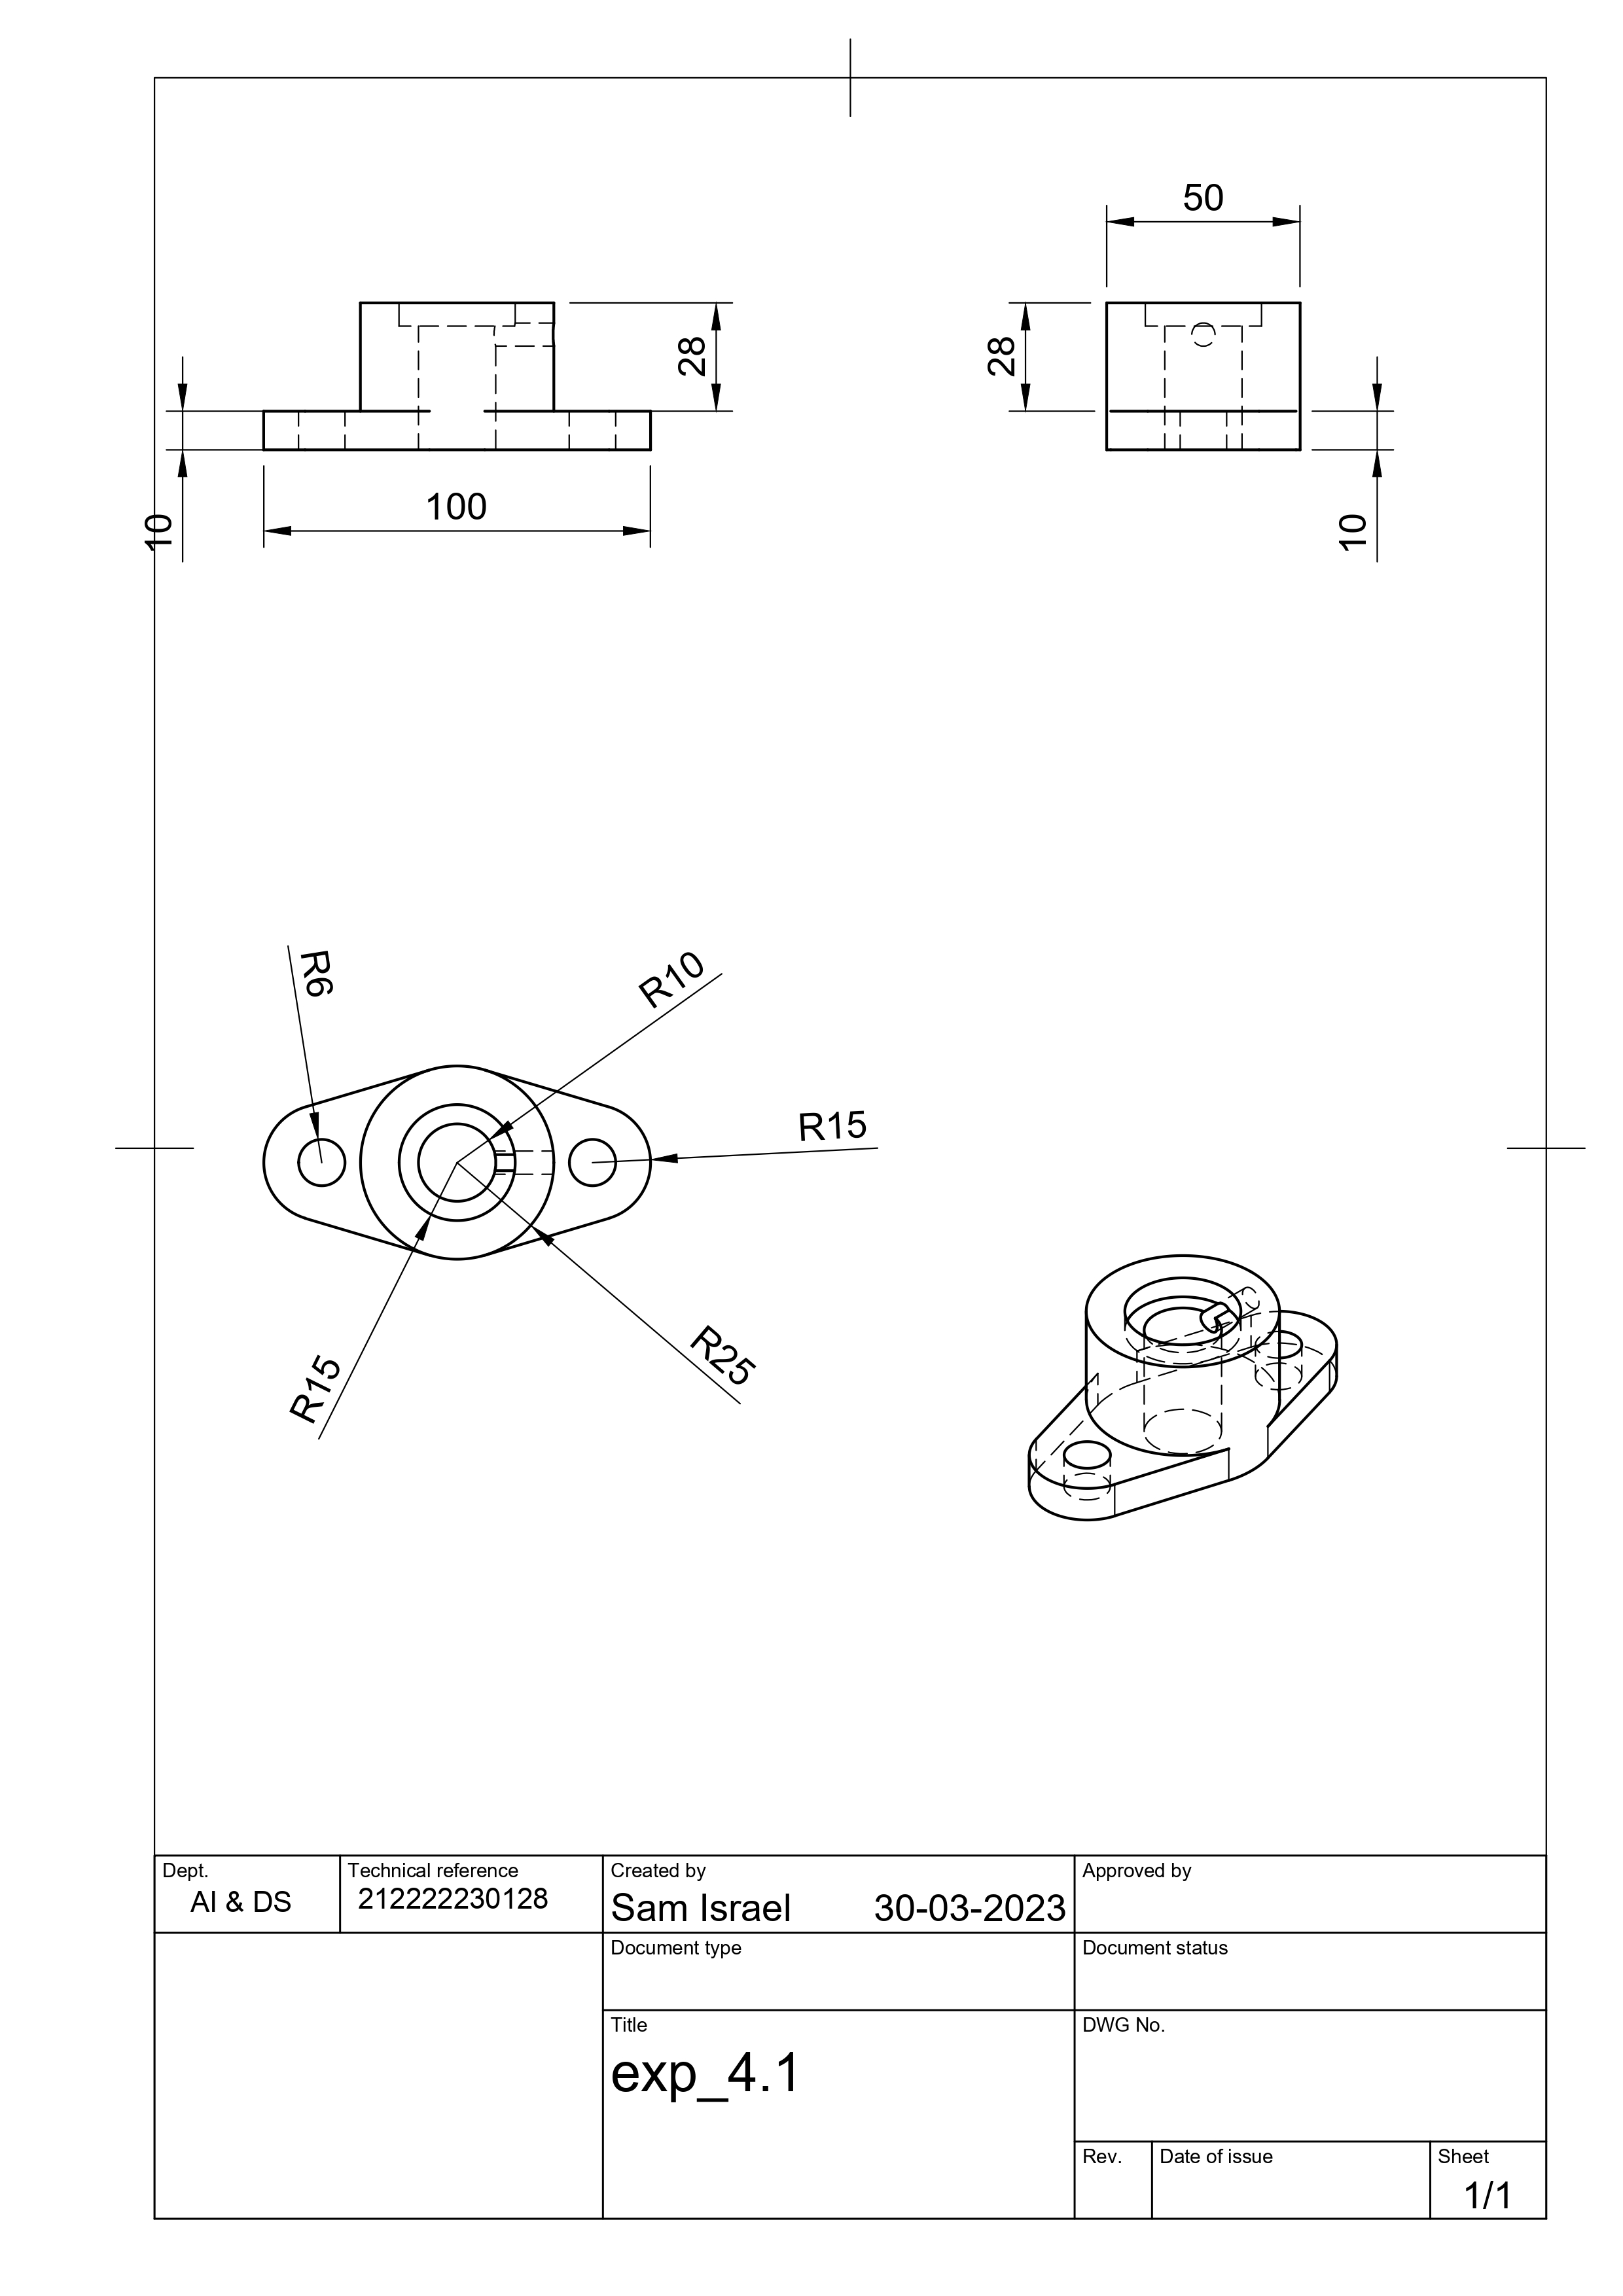 50
28
28
10
100
10
R6
R10
R15
R15
R25
Dept.
AI & DS
Technical reference
212222230128
Created by
Sam Israel 30-03-2023
Approved by
Document type
Document status
Title
exp_4.1
DWG No.
Rev.
Date of issue
Sheet
1/1